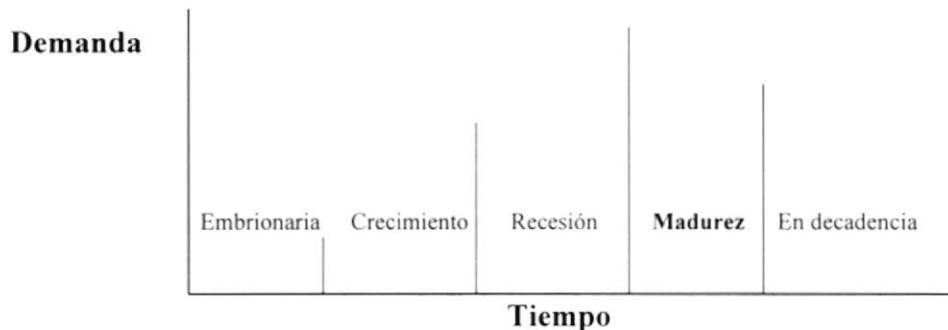 Demanda
Embrionaria Crecimiento Recesión Madurez En decadencia
Tiempo